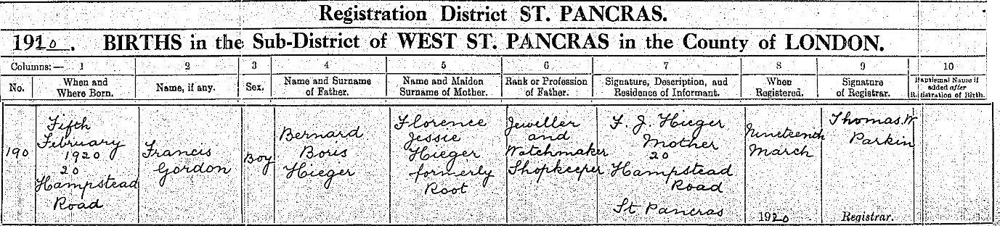 Registration District ST. PANCRAS.
1920. BIRTHS in the Sub-District of WEST ST. PANCRAS in the County of LONDON.
Columns:— 1 2 3 4 5 6 7 8 9 10
No. When and Where Born. Name, if any. Sex. Name and Surname of Father. Name and Maiden Surname of Mother. Rank or Profession of Father. Signature, Description, and Residence of Informant. When Registered. Signature of Registrar. Baptismal Name if added after Registration of Birth.
190
Fifth
February
1920
20
Hampstead
Road
Francis
Gordon
Boy
Bernard
Boris
Hieger
Florence
Jessie
Hieger
formerly
Root
Jeweller
and
Watchmaker
Shopkeeper
F. J. Hieger
Mother
20
Hampstead
Road
St Pancras
Nineteenth
March
1920
Thomas W
Parkin
Registrar.